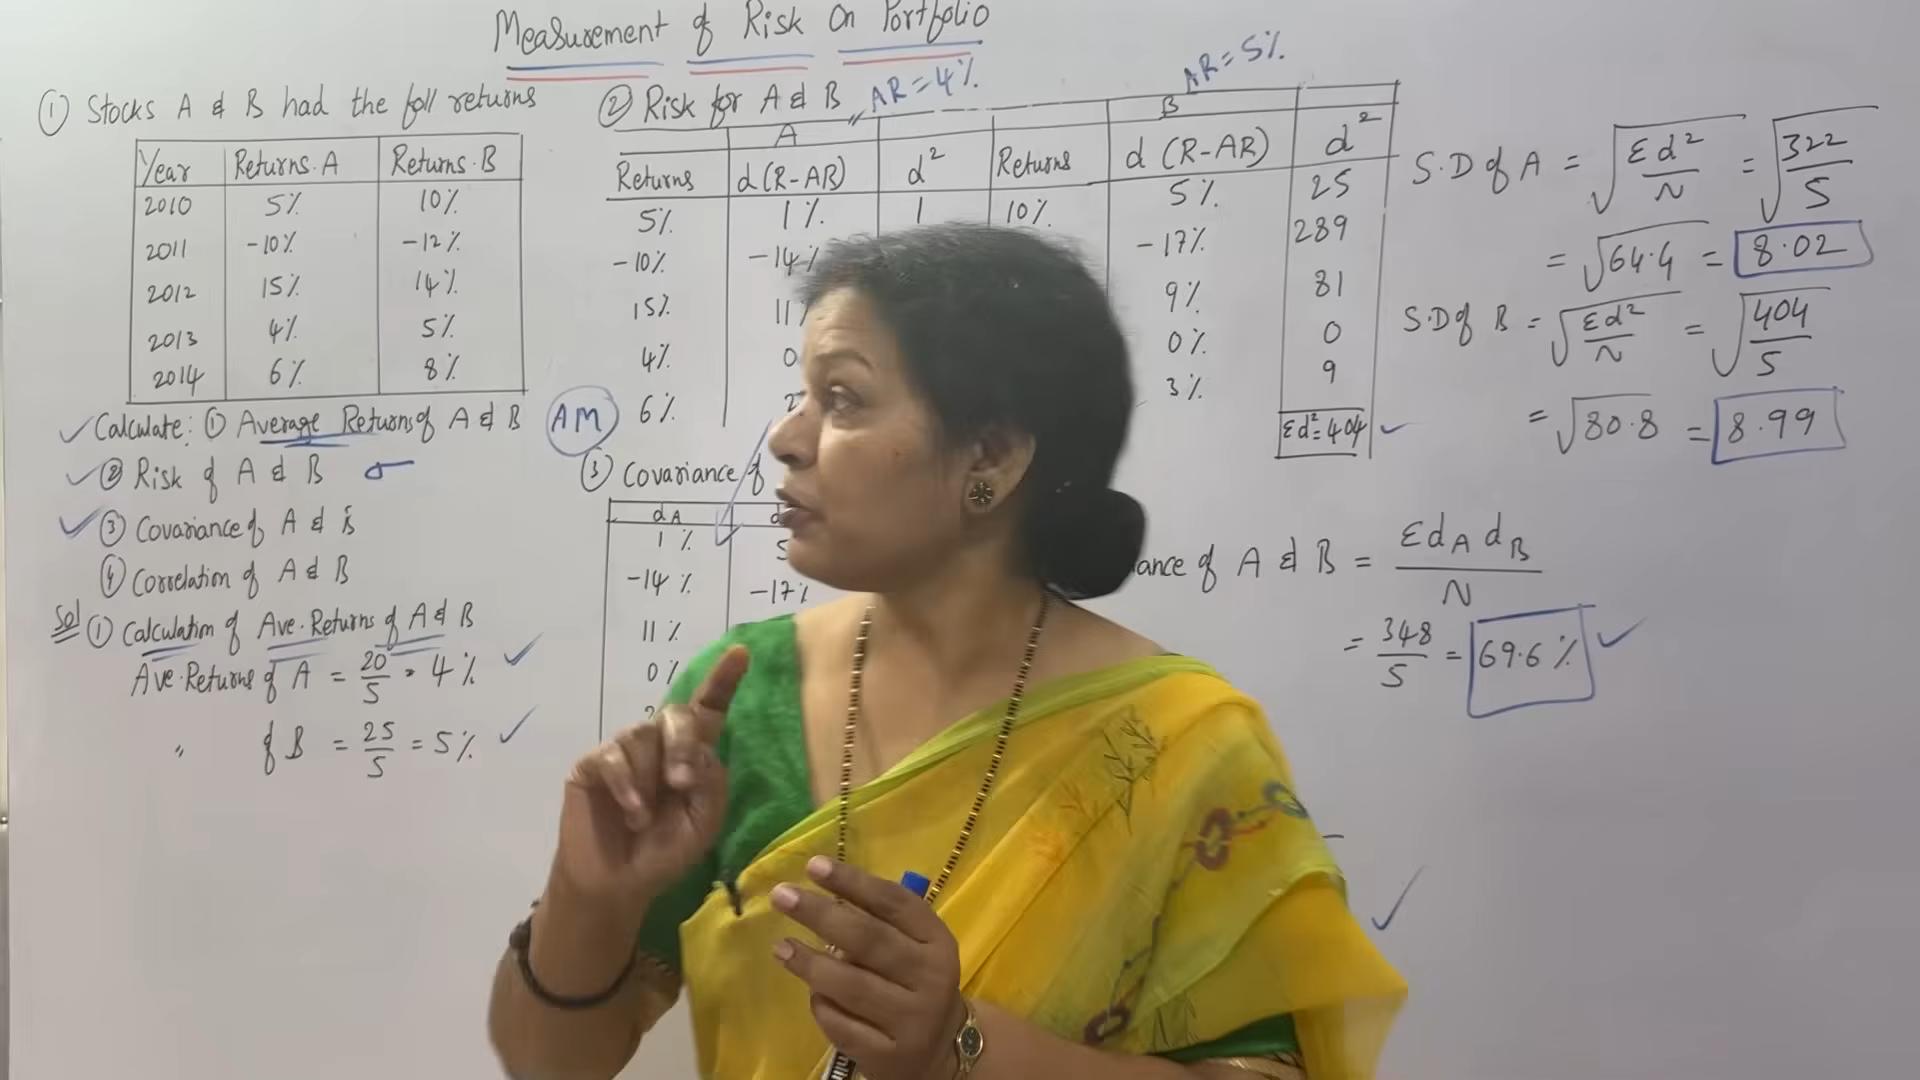 Measurement of Risk On Portfolio
① Stocks A & B had the foll returns
Year Returns.A Returns.B
2010 5% 10%
2011 -10% -12%
2012 15% 14%
2013 4% 5%
2014 6% 8%
Calculate: ① Average Returns of A & B
② Risk of A & B σ
③ Covariance of A & B
④ Correlation of A & B
Sol ① Calculation of Ave. Returns of A & B
Ave. Returns of A = 20/5 = 4%
" of B = 25/5 = 5%
AM
② Risk for A & B AR = 4% AR = 5%
A B
Returns d(R-AR) d² Returns d (R-AR) d²
5% 1% 1 10% 5% 25
-10% -14% -17% 289
15% 11% 9% 81
4% 0 0% 0
6% 2 3% 9
Σd²=404
③ Covariance of
dA d
1% 5
-14% -17%
11%
0%
2
S.D of A = √Σd²/N = √322/5
= √64.4 = 8.02
S.D of B = √Σd²/N = √404/5
= √80.8 = 8.99
ance of A & B = ΣdA dB/N
= 348/5 = 69.6%